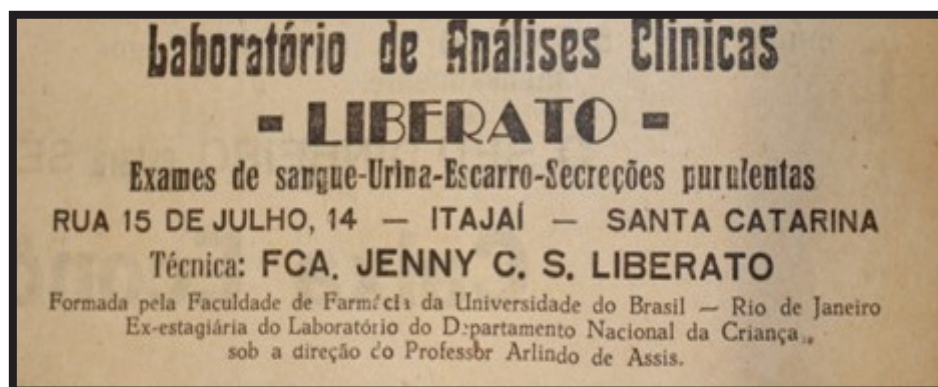 Laboratório de Análises Clinicas
- LIBERATO -
Exames de sangue-Urina-Escarro-Secreções purulentas
RUA 15 DE JULHO, 14 — ITAJAÍ — SANTA CATARINA
Técnica: FCA. JENNY C. S. LIBERATO
Formada pela Faculdade de Farmácia da Universidade do Brasil — Rio de Janeiro
Ex-estagiária do Laboratório do Departamento Nacional da Criança,
sob a direção do Professor Arlindo de Assis.